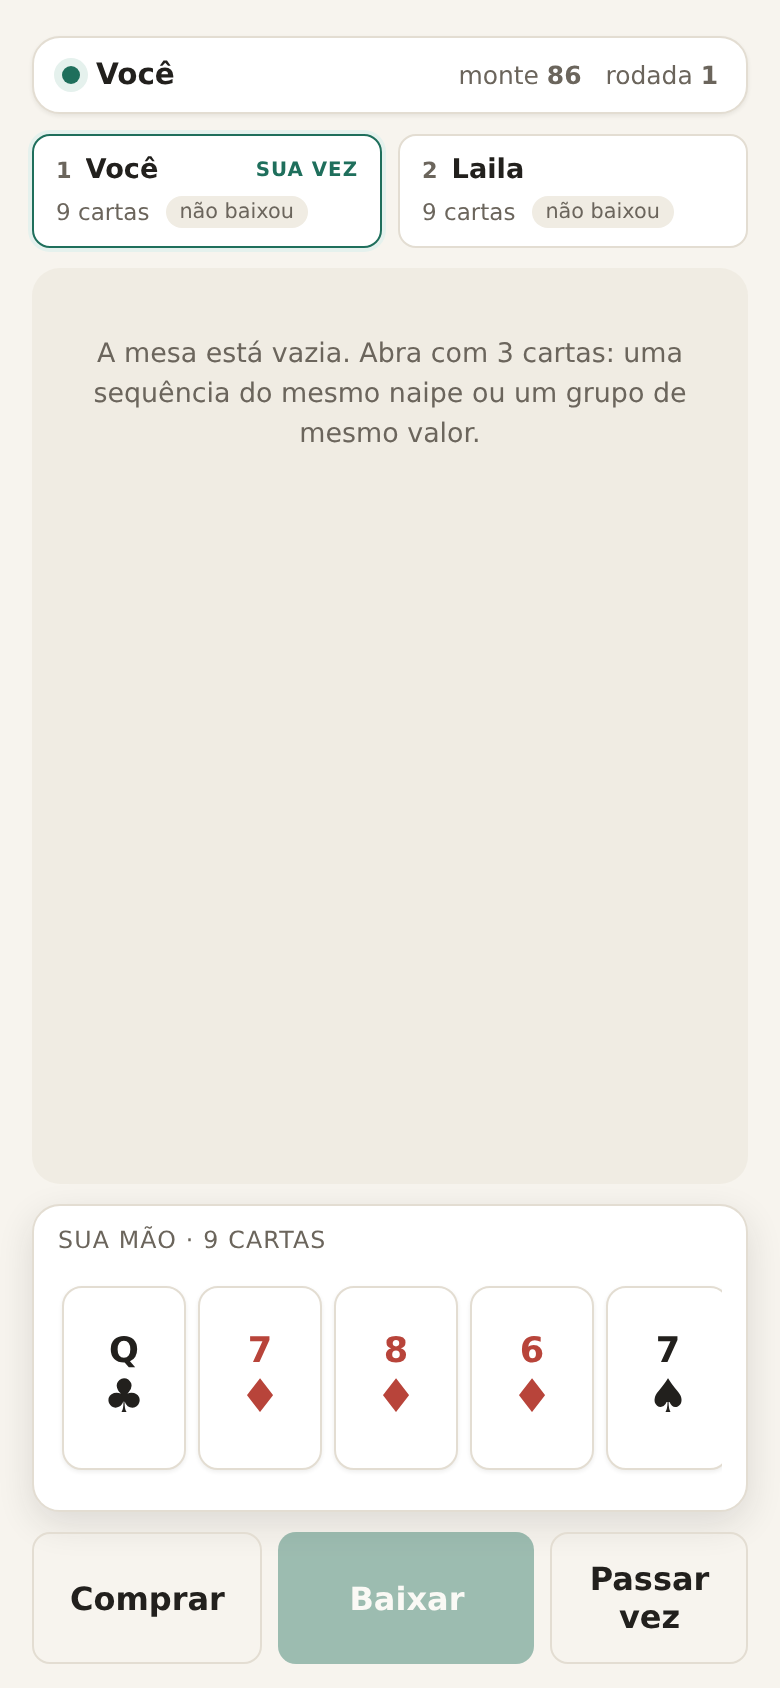 Você monte 86 rodada 1
1 Você SUA VEZ
9 cartas não baixou
2 Laila
9 cartas não baixou
A mesa está vazia. Abra com 3 cartas: uma
sequência do mesmo naipe ou um grupo de
mesmo valor.
SUA MÃO · 9 CARTAS
Q 7 8 6 7
♣ ♦ ♦ ♦ ♠
Comprar
Baixar
Passar
vez